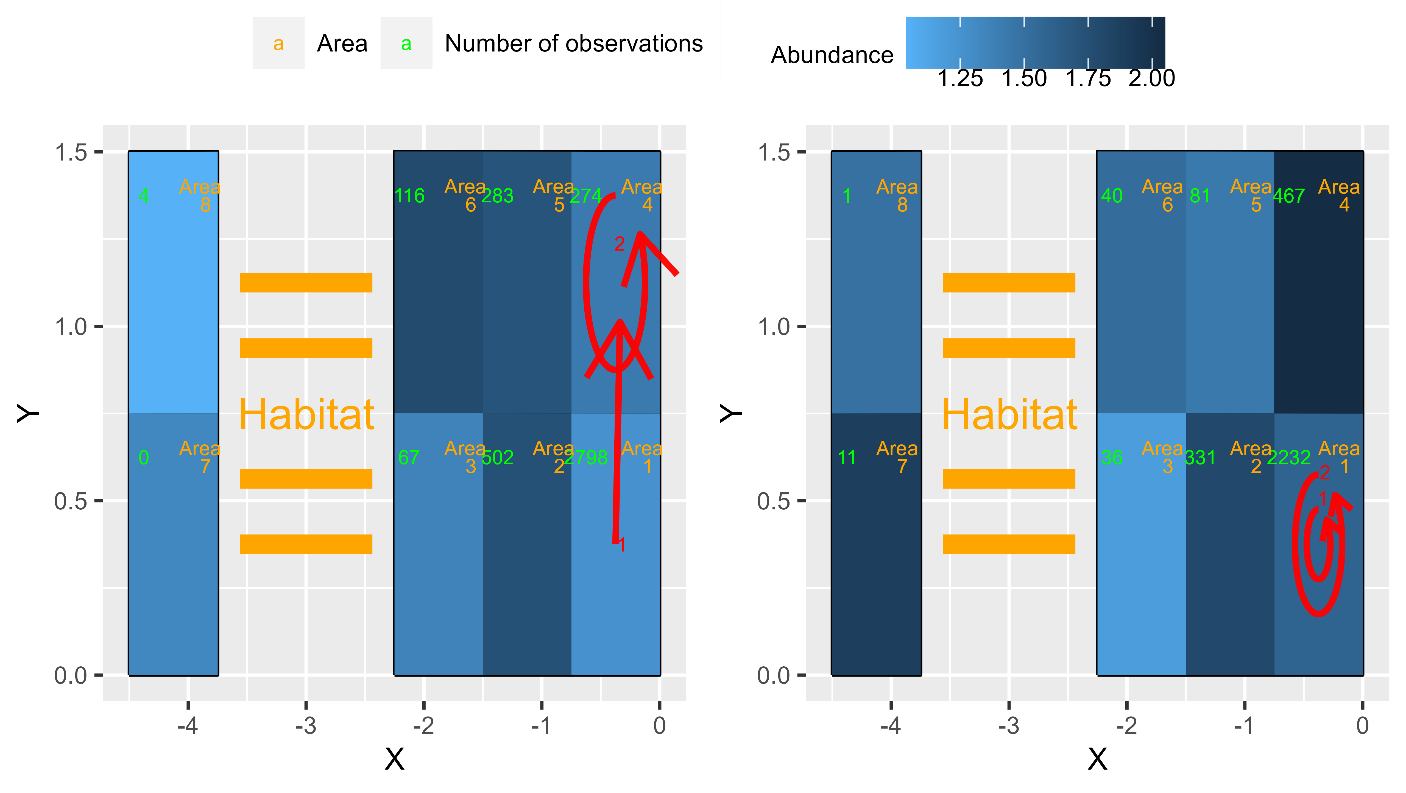 a Area a Number of observations
Abundance
1.25 1.50 1.75 2.00
1.5
1.0
0.5
0.0
Y
4 Area
8
116 Area
6
283 Area
5
274 Area
4
2
Habitat
0 Area
7
67 Area
3
502 Area
2
2798 Area
1
1
-4 -3 -2 -1 0
X
1.5
1.0
0.5
0.0
Y
1 Area
8
40 Area
6
81 Area
5
467 Area
4
Habitat
11 Area
7
Area
3
331 Area
2
2232 Area
1
2
1
-4 -3 -2 -1 0
X